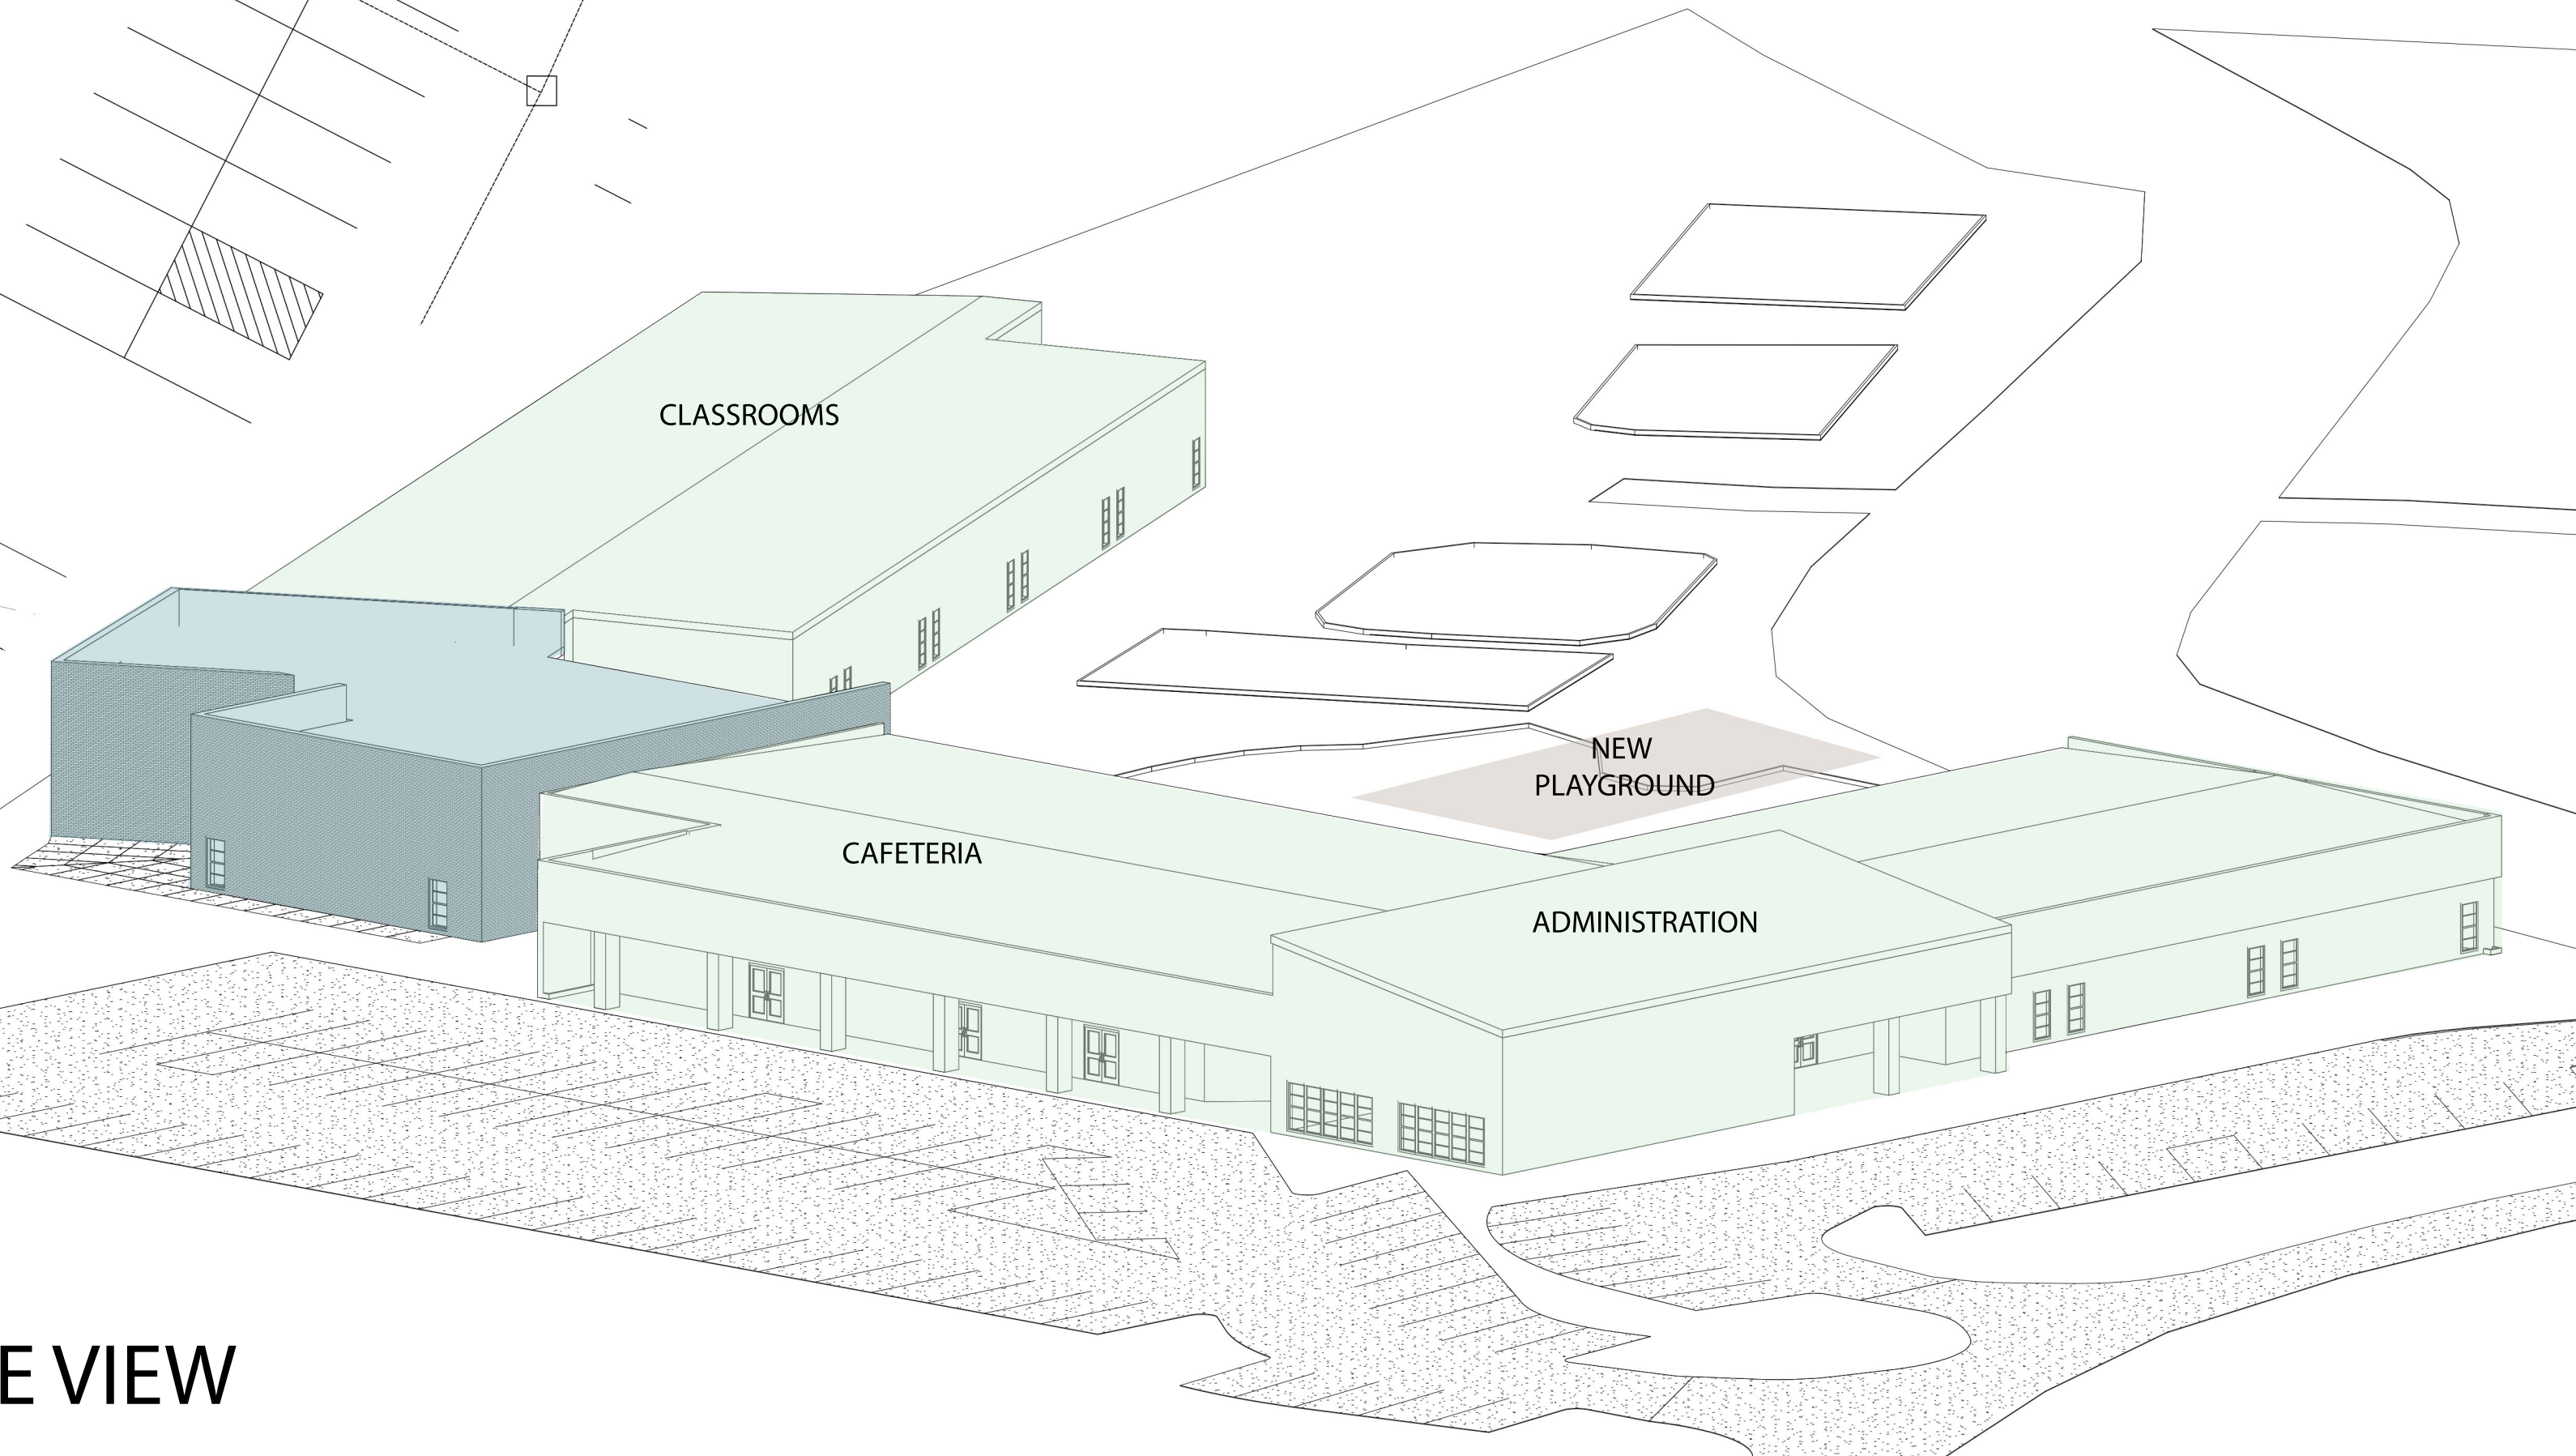 CLASSROOMS
NEW
PLAYGROUND
CAFETERIA
ADMINISTRATION
E VIEW